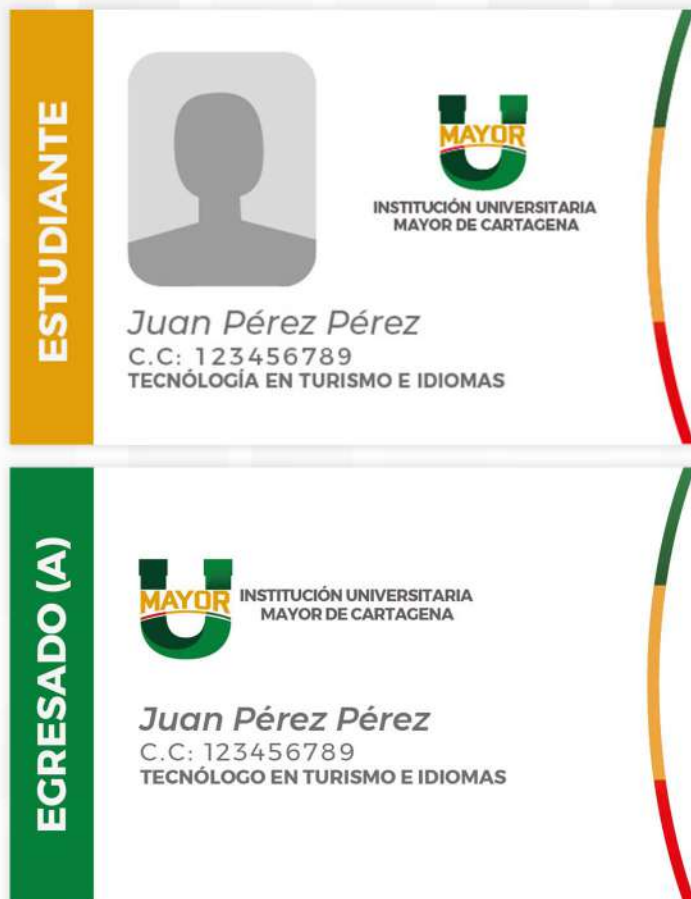 ESTUDIANTE
MAYOR
INSTITUCIÓN UNIVERSITARIA
MAYOR DE CARTAGENA
Juan Pérez Pérez
C.C: 123456789
TECNÓLOGÍA EN TURISMO E IDIOMAS
EGRESADO (A)
MAYOR
INSTITUCIÓN UNIVERSITARIA
MAYOR DE CARTAGENA
Juan Pérez Pérez
C.C: 123456789
TECNÓLOGO EN TURISMO E IDIOMAS